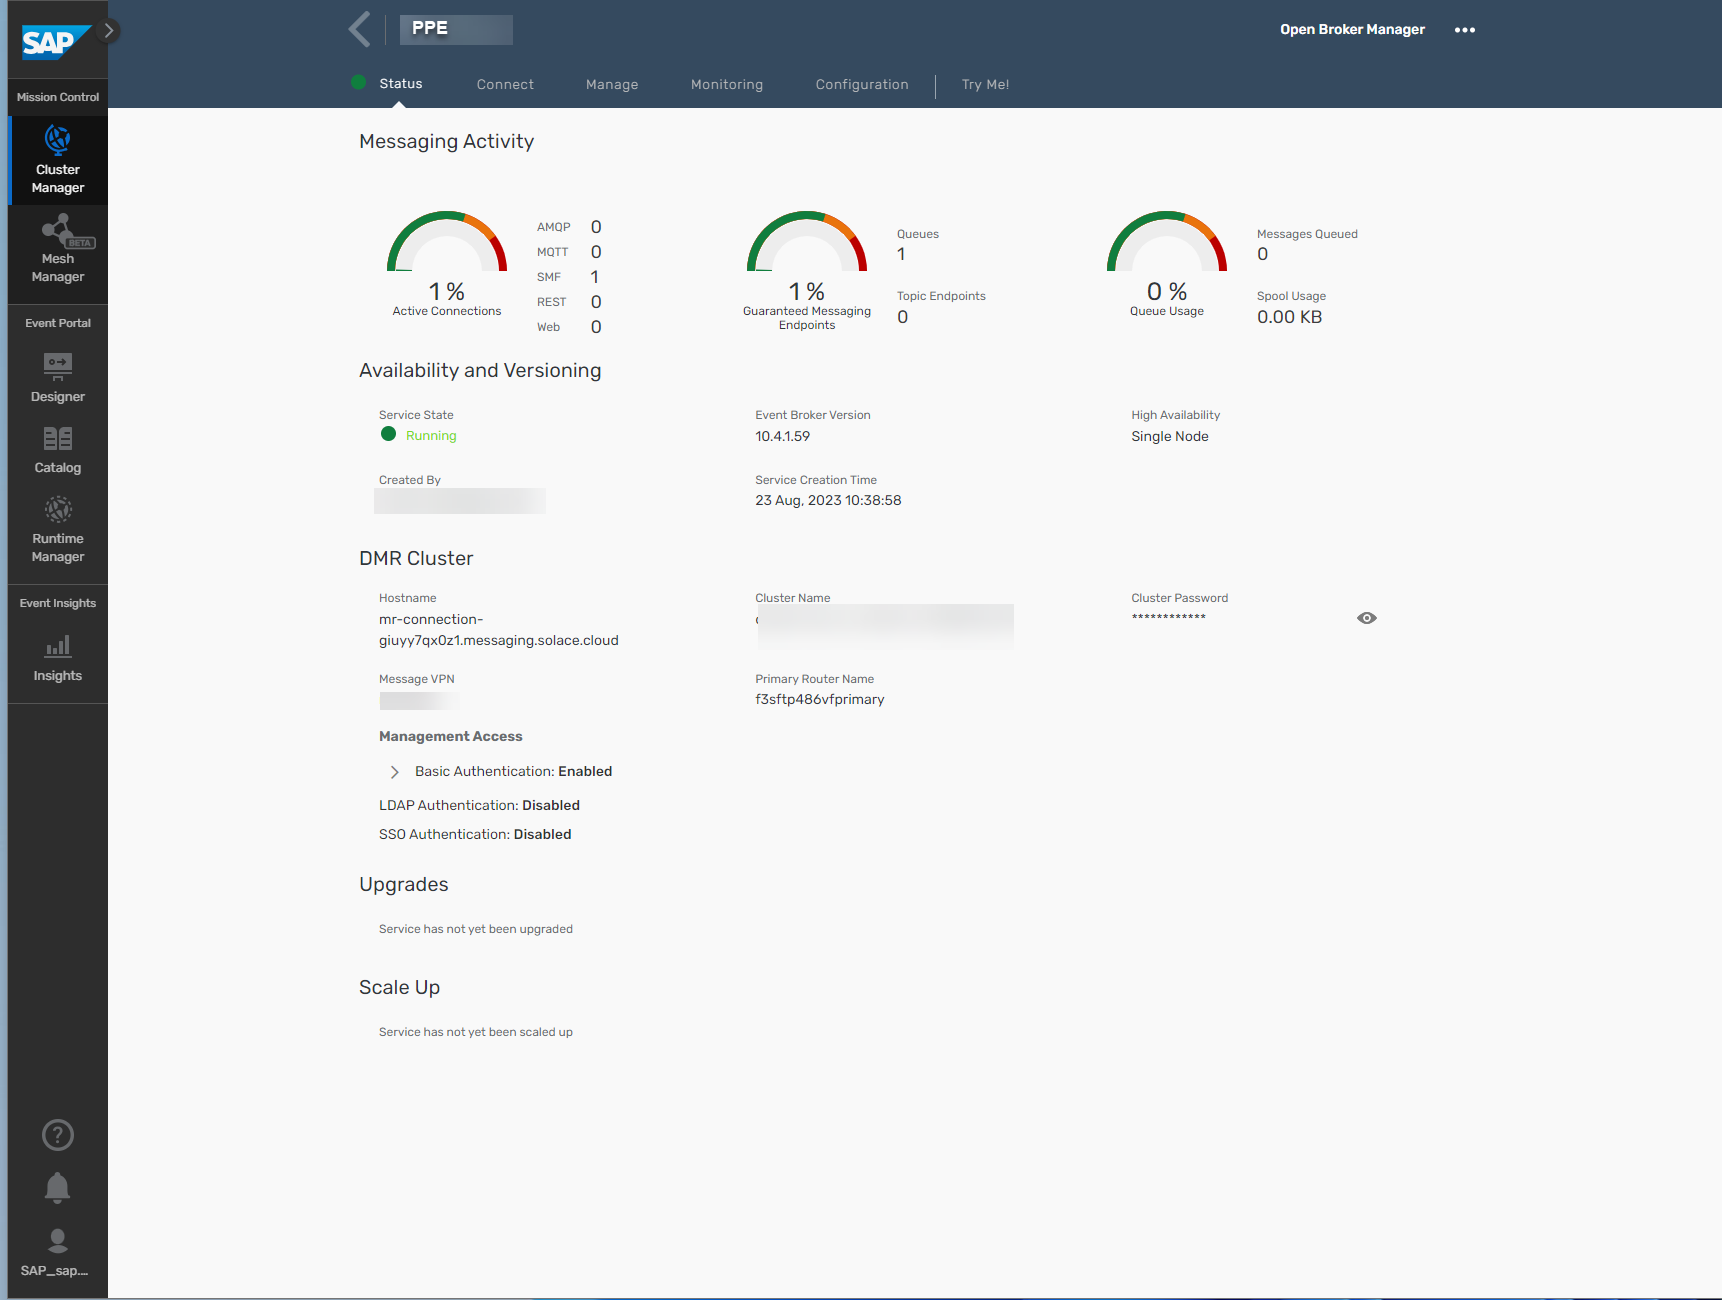 SAP
PPE
Open Broker Manager
Status
Connect
Manage
Monitoring
Configuration
Try Me!
Mission Control
Cluster
Manager
BETA
Mesh
Manager
Event Portal
Designer
Catalog
Runtime
Manager
Event Insights
Insights
SAP_sap....
Messaging Activity
1 %
Active Connections
AMQP 0
MQTT 0
SMF 1
REST 0
Web 0
1 %
Guaranteed Messaging
Endpoints
Queues
1
Topic Endpoints
0
0 %
Queue Usage
Messages Queued
0
Spool Usage
0.00 KB
Availability and Versioning
Service State
Running
Event Broker Version
10.4.1.59
High Availability
Single Node
Created By
Service Creation Time
23 Aug, 2023 10:38:58
DMR Cluster
Hostname
mr-connection-
giuyy7qx0z1.messaging.solace.cloud
Cluster Name
Cluster Password
************
Message VPN
Primary Router Name
f3sftp486vfprimary
Management Access
Basic Authentication: Enabled
LDAP Authentication: Disabled
SSO Authentication: Disabled
Upgrades
Service has not yet been upgraded
Scale Up
Service has not yet been scaled up